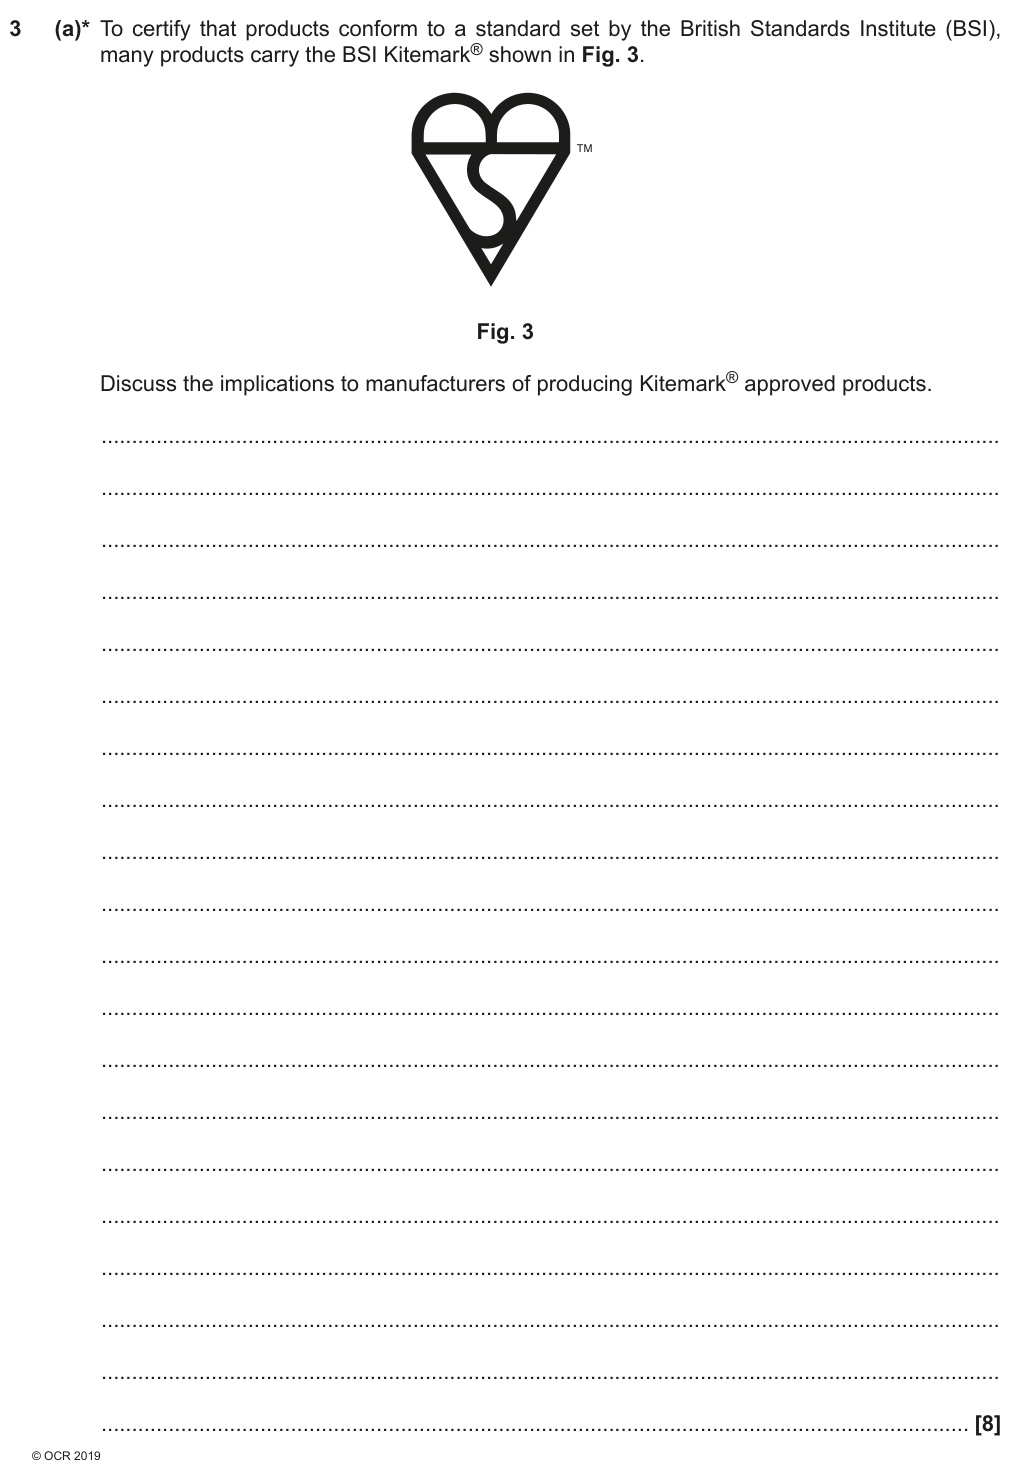 3 (a)* To certify that products conform to a standard set by the British Standards Institute (BSI),
many products carry the BSI Kitemark® shown in Fig. 3.
TM
Fig. 3
Discuss the implications to manufacturers of producing Kitemark® approved products.
[8]
© OCR 2019